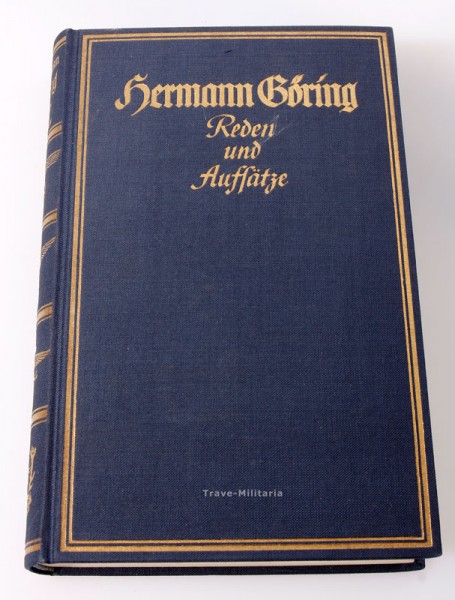 Hermann Göring
Reden
und
Aufsätze
Trave-Militaria